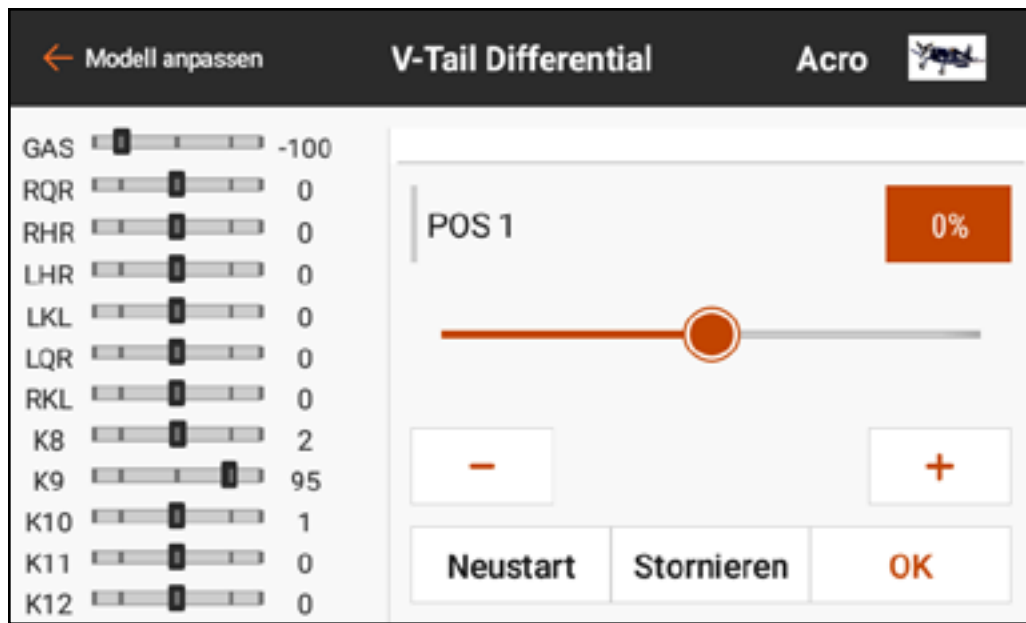 ← Modell anpassen V-Tail Differential Acro
GAS -100
RQR 0
RHR 0
LHR 0
LKL 0
LQR 0
RKL 0
K8 2
K9 95
K10 1
K11 0
K12 0
POS 1 0%
− +
Neustart Stornieren OK